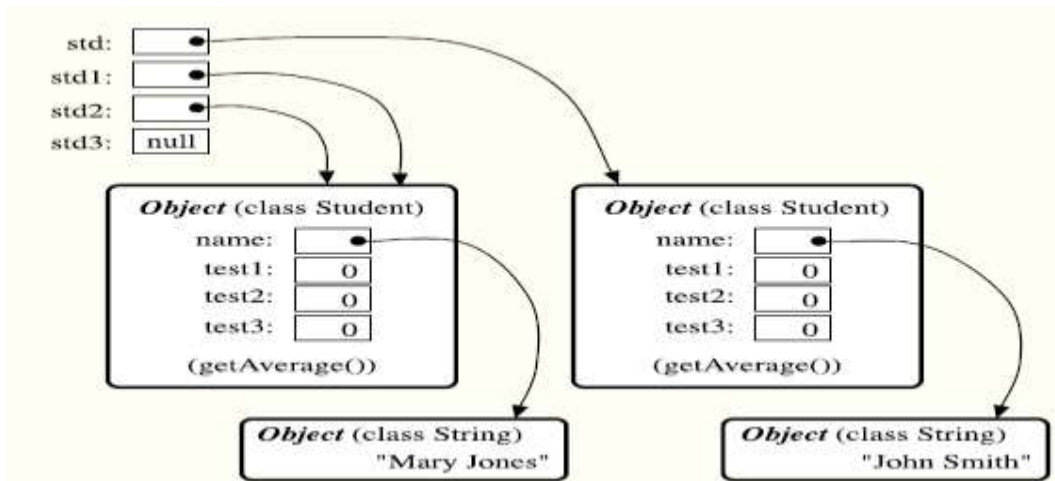 std:
std1:
std2:
std3: null
Object (class Student)
name:
test1: 0
test2: 0
test3: 0
(getAverage())
Object (class Student)
name:
test1: 0
test2: 0
test3: 0
(getAverage())
Object (class String)
"Mary Jones"
Object (class String)
"John Smith"